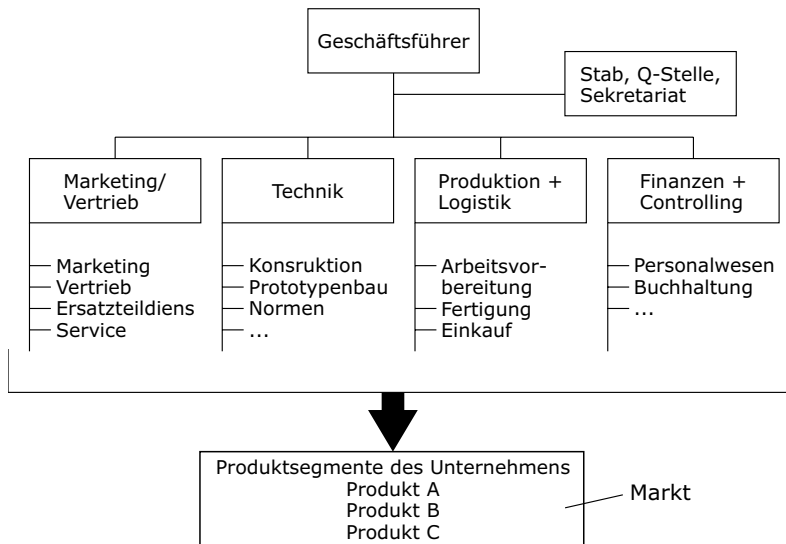 Geschäftsführer
Stab, Q-Stelle,
Sekretariat
Marketing/
Vertrieb
Technik
Produktion +
Logistik
Finanzen +
Controlling
Marketing
Vertrieb
Ersatzteildiens
Service
Konsruktion
Prototypenbau
Normen
...
Arbeitsvor-
bereitung
Fertigung
Einkauf
Personalwesen
Buchhaltung
...
Produktsegmente des Unternehmens
Produkt A
Produkt B
Produkt C
Markt